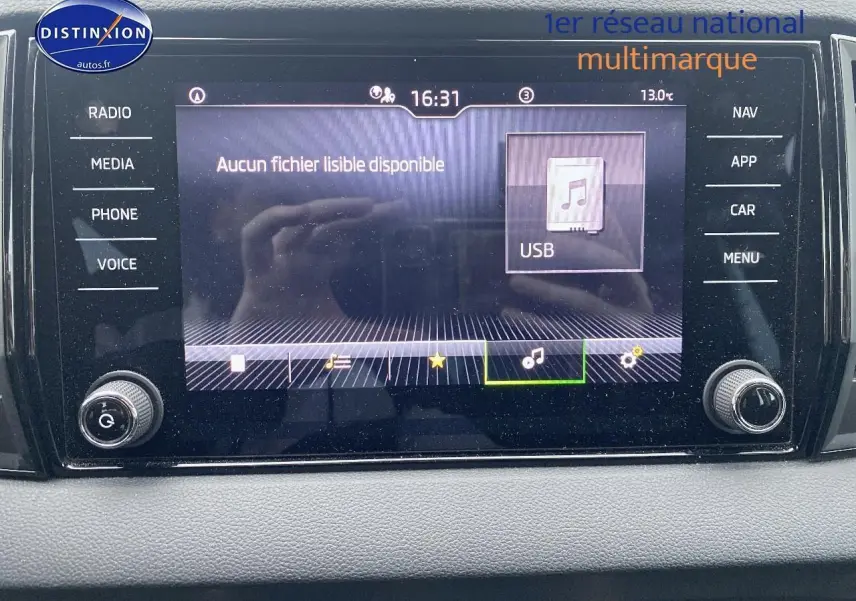 DISTINXION
autos.fr
1er réseau national
multimarque
16:31
3
13.0°C
RADIO
MEDIA
PHONE
VOICE
Aucun fichier lisible disponible
USB
NAV
APP
CAR
MENU